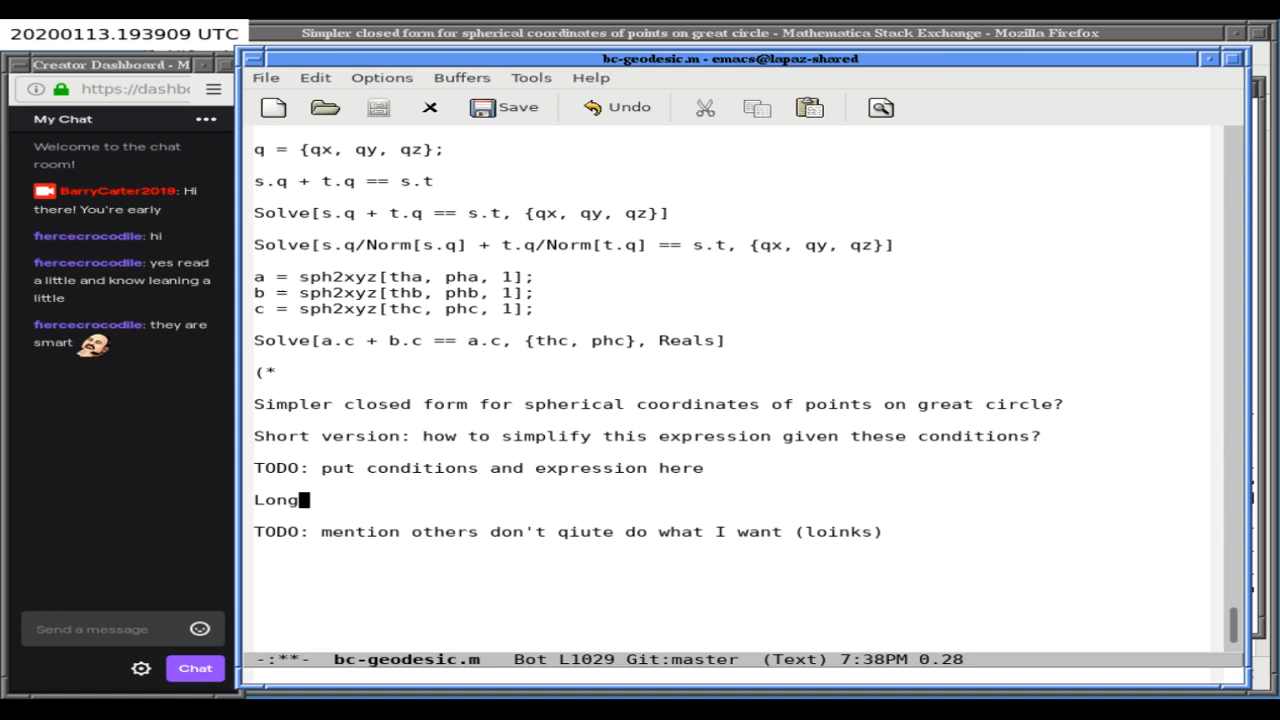 20200113.193909 UTC
Simpler closed form for spherical coordinates of points on great circle - Mathematica Stack Exchange - Mozilla Firefox
Creator Dashboard - M
https://dashbo
My Chat
Welcome to the chat
room!
BarryCarter2019: Hi
there! You're early
fiercecrocodile: hi
fiercecrocodile: yes read
a little and know leaning a
little
fiercecrocodile: they are
smart
Send a message
Chat
bc-geodesic.m - emacs@lapaz-shared
File Edit Options Buffers Tools Help
Save Undo
q = {qx, qy, qz};
s.q + t.q == s.t
Solve[s.q + t.q == s.t, {qx, qy, qz}]
Solve[s.q/Norm[s.q] + t.q/Norm[t.q] == s.t, {qx, qy, qz}]
a = sph2xyz[tha, pha, 1];
b = sph2xyz[thb, phb, 1];
c = sph2xyz[thc, phc, 1];
Solve[a.c + b.c == a.c, {thc, phc}, Reals]
(*
Simpler closed form for spherical coordinates of points on great circle?
Short version: how to simplify this expression given these conditions?
TODO: put conditions and expression here
Long
TODO: mention others don't qiute do what I want (loinks)
-:**- bc-geodesic.m Bot L1029 Git:master (Text) 7:38PM 0.28